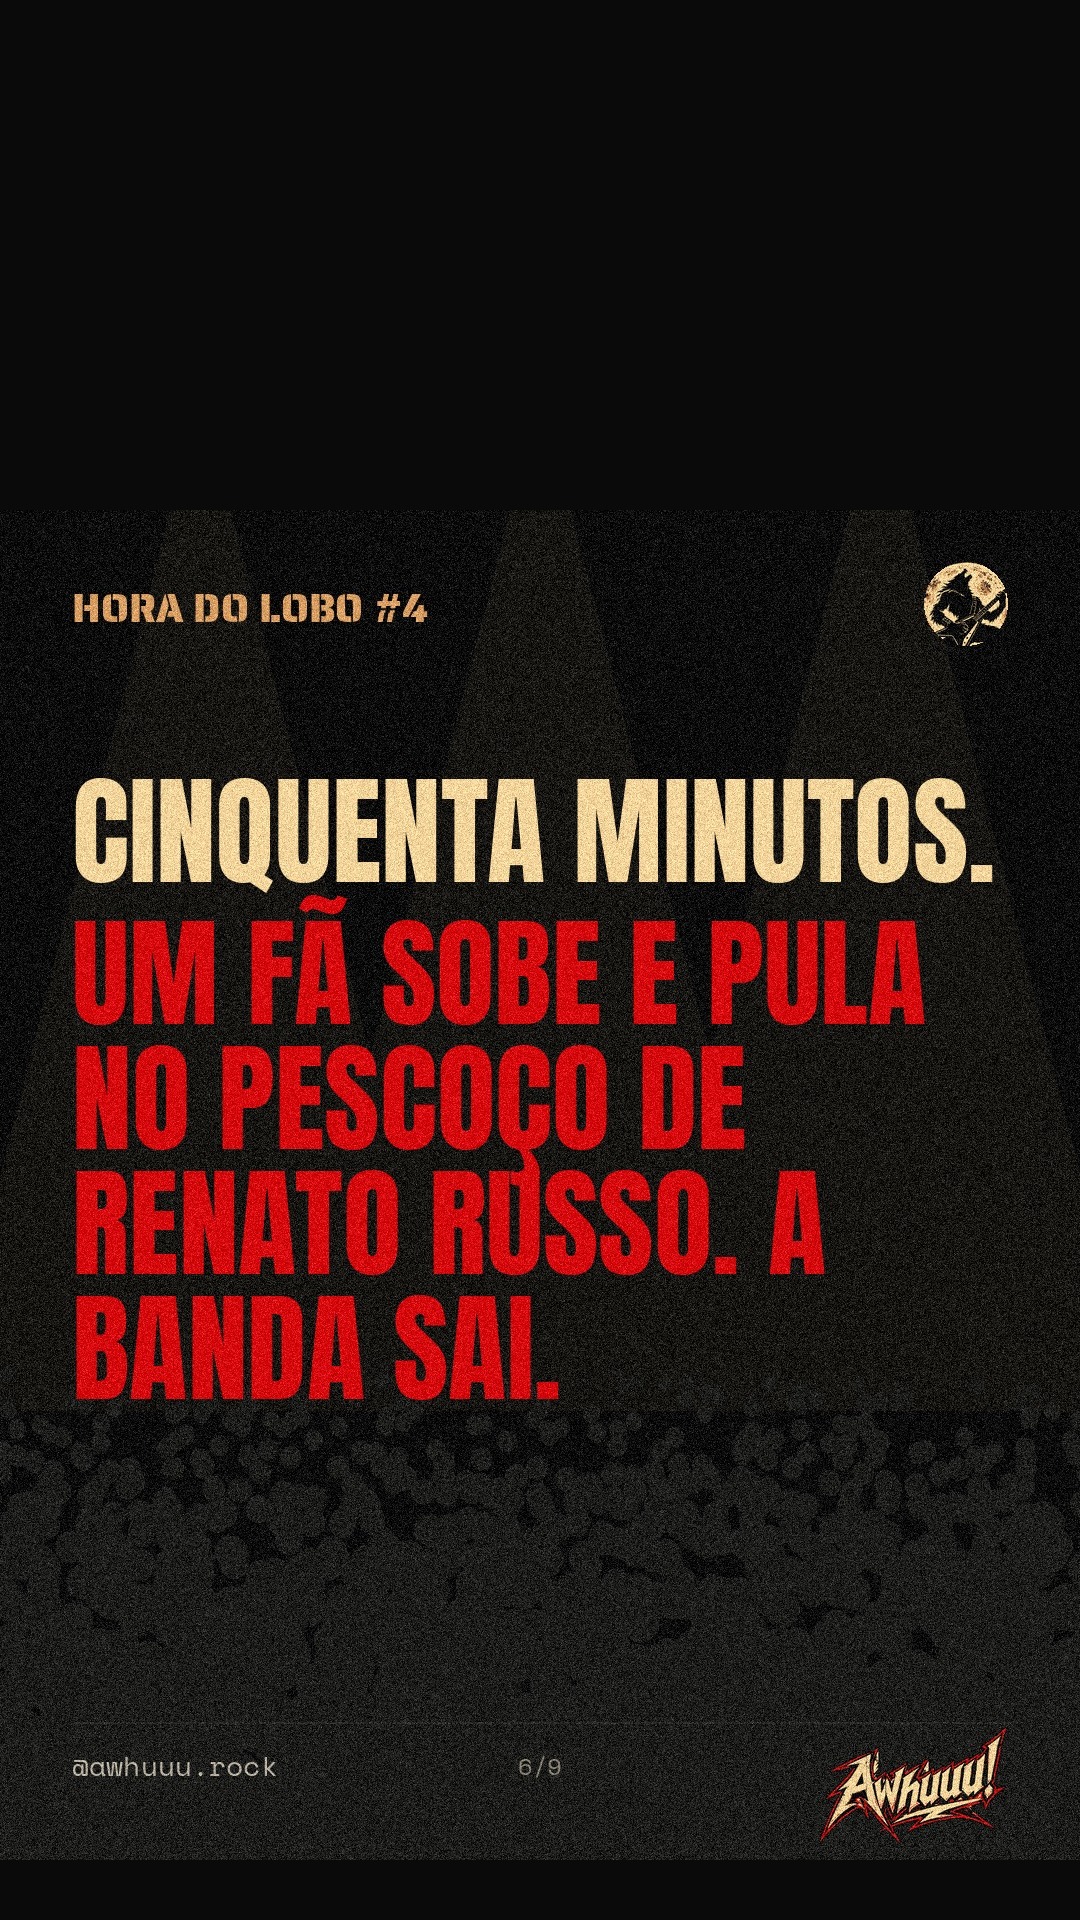 HORA DO LOBO #4
CINQUENTA MINUTOS.
UM FÃ SOBE E PULA
NO PESCOÇO DE
RENATO RUSSO. A
BANDA SAI.
@awhuuu.rock
6/9
Awhuuu!